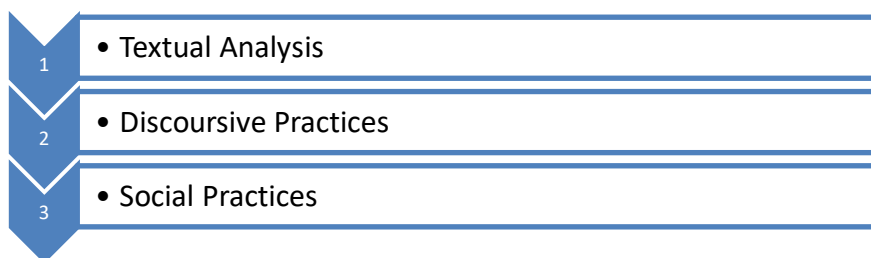 1 • Textual Analysis
2 • Discoursive Practices
3 • Social Practices